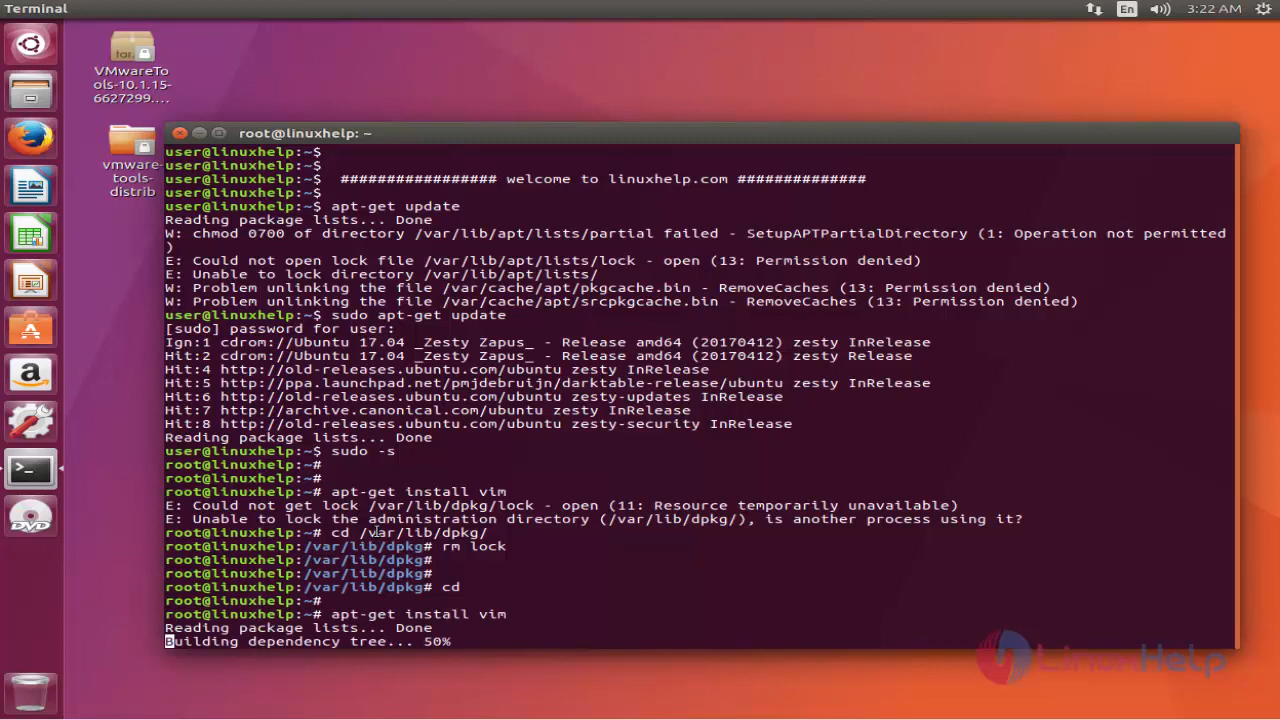 Terminal
En
3:22 AM
tar.
VMwareTo
ols-10.1.15-
6627299....
vmware-
tools-
distrib
a
>_
DVD
root@linuxhelp: ~
user@linuxhelp:~$
user@linuxhelp:~$
user@linuxhelp:~$  ################# welcome to linuxhelp.com ##############
user@linuxhelp:~$
user@linuxhelp:~$ apt-get update
Reading package lists... Done
W: chmod 0700 of directory /var/lib/apt/lists/partial failed - SetupAPTPartialDirectory (1: Operation not permitted
)
E: Could not open lock file /var/lib/apt/lists/lock - open (13: Permission denied)
E: Unable to lock directory /var/lib/apt/lists/
W: Problem unlinking the file /var/cache/apt/pkgcache.bin - RemoveCaches (13: Permission denied)
W: Problem unlinking the file /var/cache/apt/srcpkgcache.bin - RemoveCaches (13: Permission denied)
user@linuxhelp:~$ sudo apt-get update
[sudo] password for user:
Ign:1 cdrom://Ubuntu 17.04 _Zesty Zapus_ - Release amd64 (20170412) zesty InRelease
Hit:2 cdrom://Ubuntu 17.04 _Zesty Zapus_ - Release amd64 (20170412) zesty Release
Hit:4 http://old-releases.ubuntu.com/ubuntu zesty InRelease
Hit:5 http://ppa.launchpad.net/pmjdebruijn/darktable-release/ubuntu zesty InRelease
Hit:6 http://old-releases.ubuntu.com/ubuntu zesty-updates InRelease
Hit:7 http://archive.canonical.com/ubuntu zesty InRelease
Hit:8 http://old-releases.ubuntu.com/ubuntu zesty-security InRelease
Reading package lists... Done
user@linuxhelp:~$ sudo -s
root@linuxhelp:~#
root@linuxhelp:~#
root@linuxhelp:~# apt-get install vim
E: Could not get lock /var/lib/dpkg/lock - open (11: Resource temporarily unavailable)
E: Unable to lock the administration directory (/var/lib/dpkg/), is another process using it?
root@linuxhelp:~# cd /var/lib/dpkg/
root@linuxhelp:/var/lib/dpkg# rm lock
root@linuxhelp:/var/lib/dpkg#
root@linuxhelp:/var/lib/dpkg#
root@linuxhelp:/var/lib/dpkg# cd
root@linuxhelp:~#
root@linuxhelp:~# apt-get install vim
Reading package lists... Done
Building dependency tree... 50%
LinuxHelp